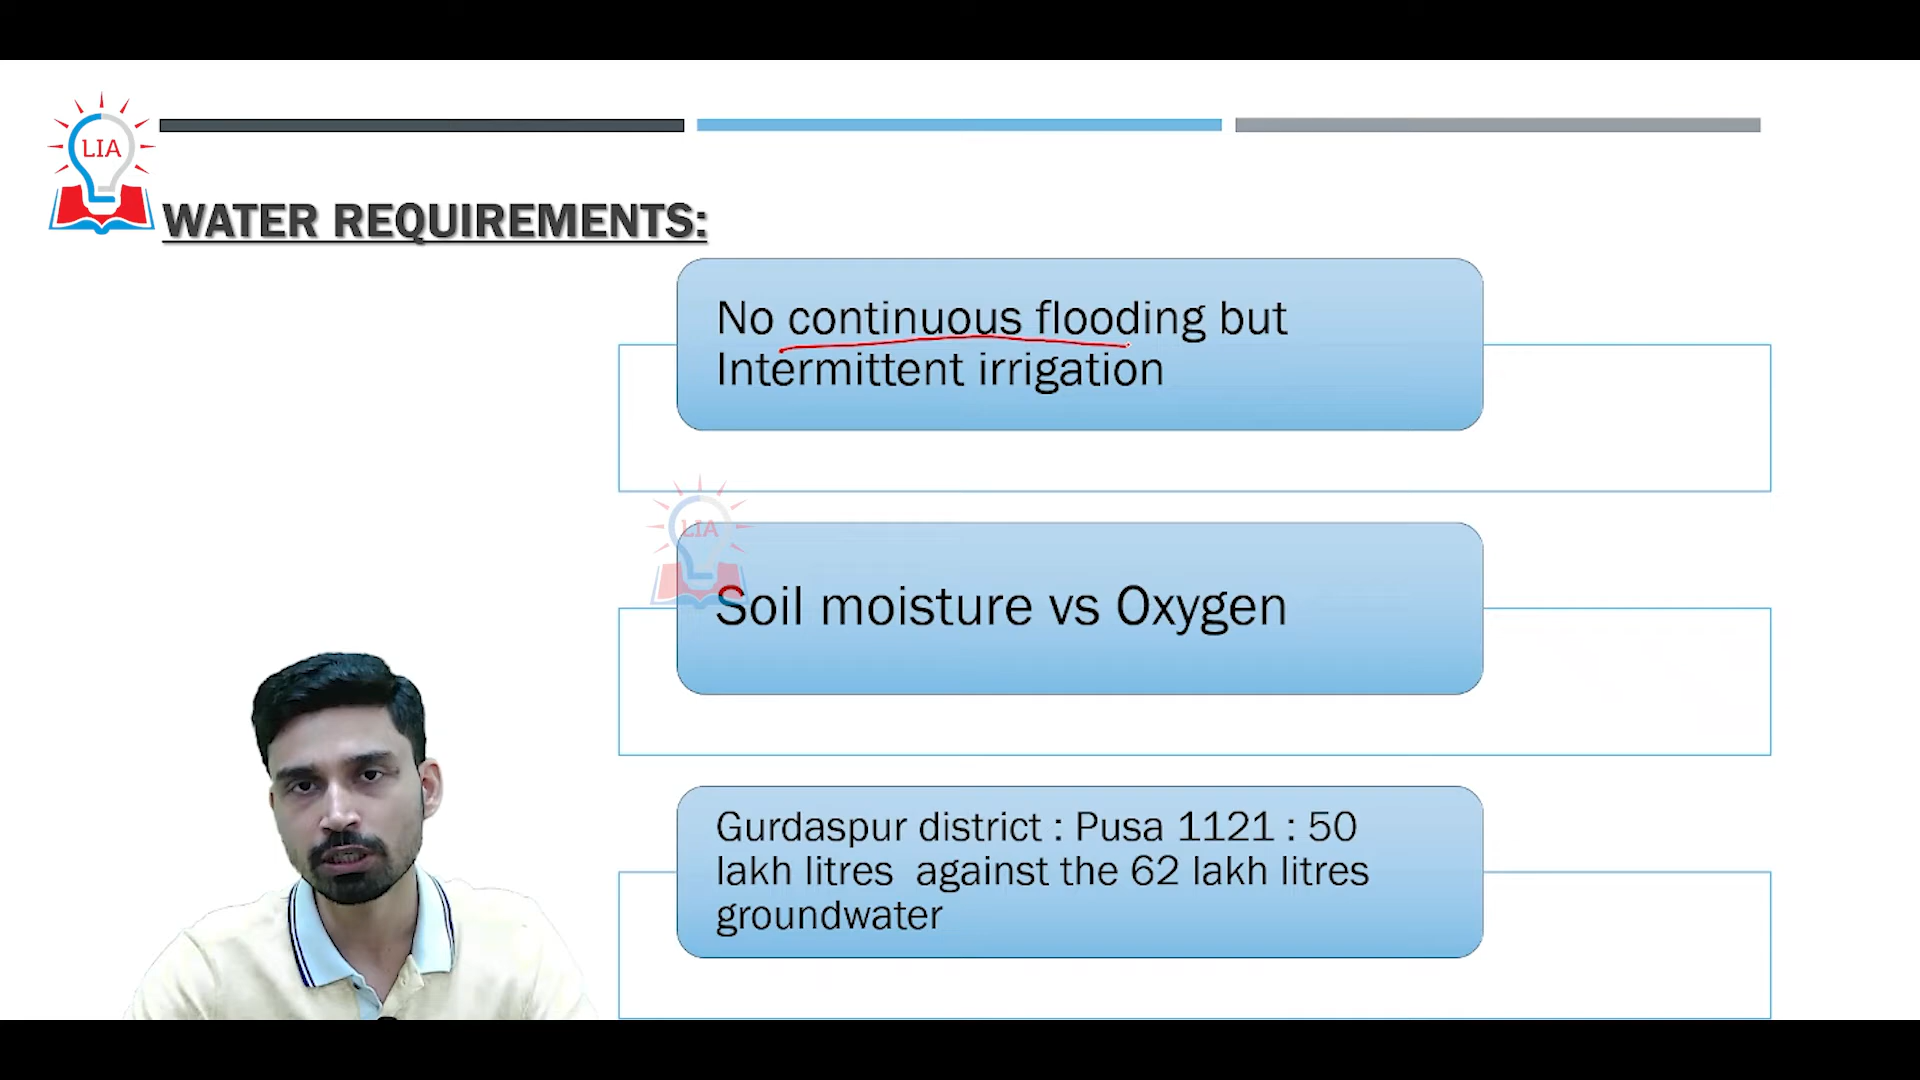 LIA
WATER REQUIREMENTS:
No continuous flooding but
Intermittent irrigation
LIA
Soil moisture vs Oxygen
Gurdaspur district : Pusa 1121 : 50
lakh litres against the 62 lakh litres
groundwater